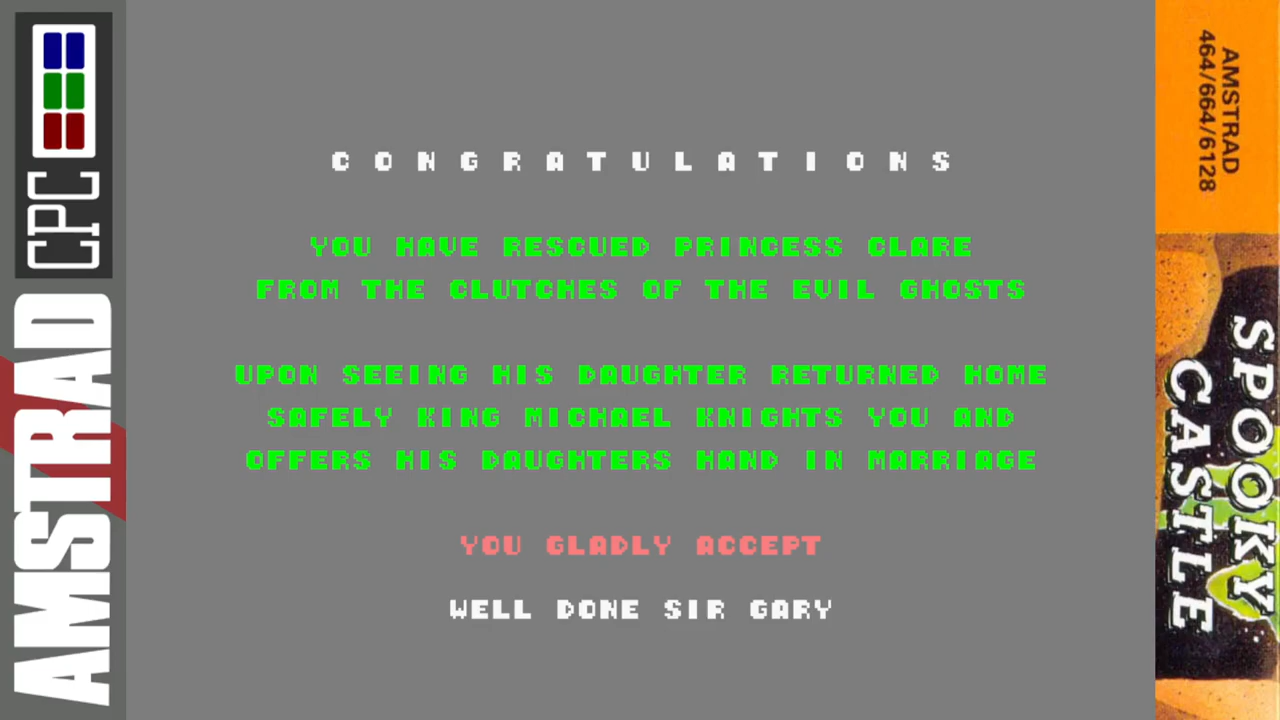 AMSTRAD CPC
C O N G R A T U L A T I O N S
YOU HAVE RESCUED PRINCESS CLARE
FROM THE CLUTCHES OF THE EVIL GHOSTS
UPON SEEING HIS DAUGHTER RETURNED HOME
SAFELY KING MICHAEL KNIGHTS YOU AND
OFFERS HIS DAUGHTERS HAND IN MARRIAGE
YOU GLADLY ACCEPT
WELL DONE SIR GARY
AMSTRAD
464/664/6128
SPOOKY
CASTLE